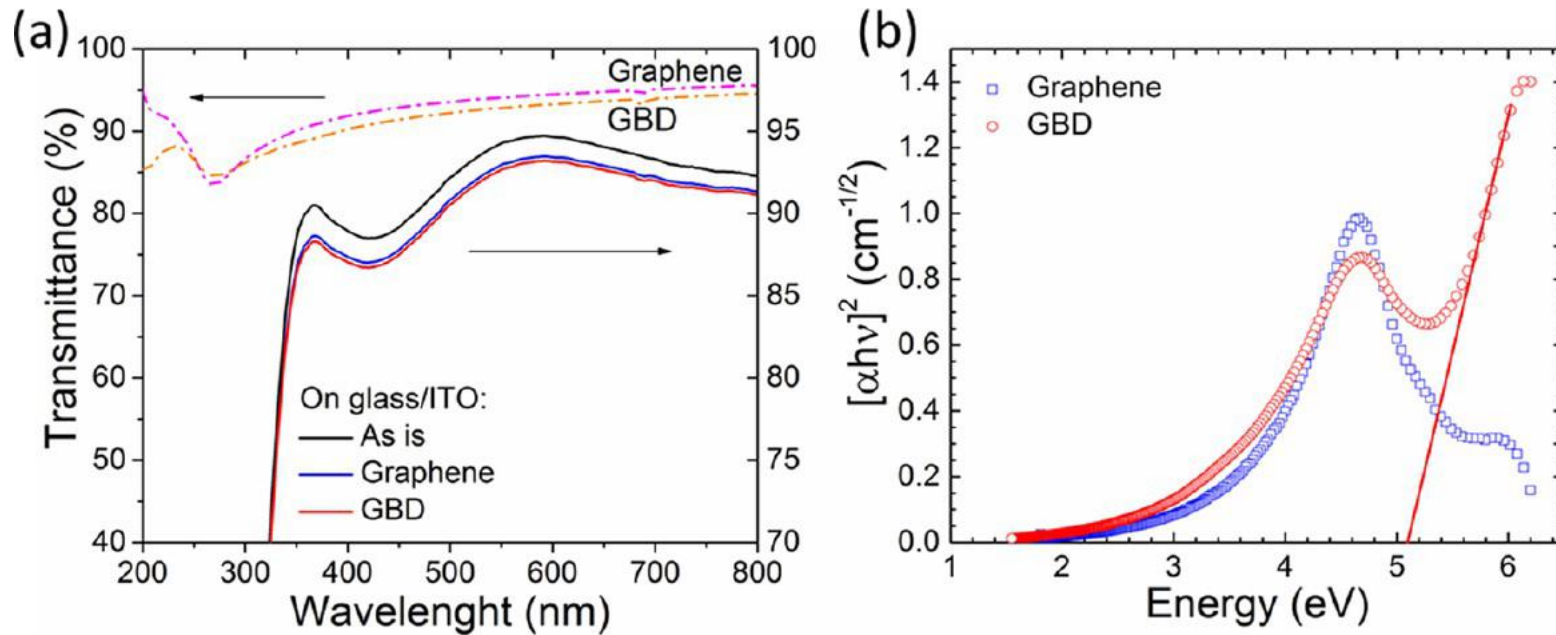 (a)
100
90
80
70
60
50
40
Transmittance (%)
200 300 400 500 600 700 800
Wavelenght (nm)
100
95
90
85
80
75
70
Graphene
GBD
On glass/ITO:
As is
Graphene
GBD
(b)
1.4
1.2
1.0
0.8
0.6
0.4
0.2
0.0
[αhν]² (cm⁻¹/²)
1 2 3 4 5 6
Energy (eV)
Graphene
GBD